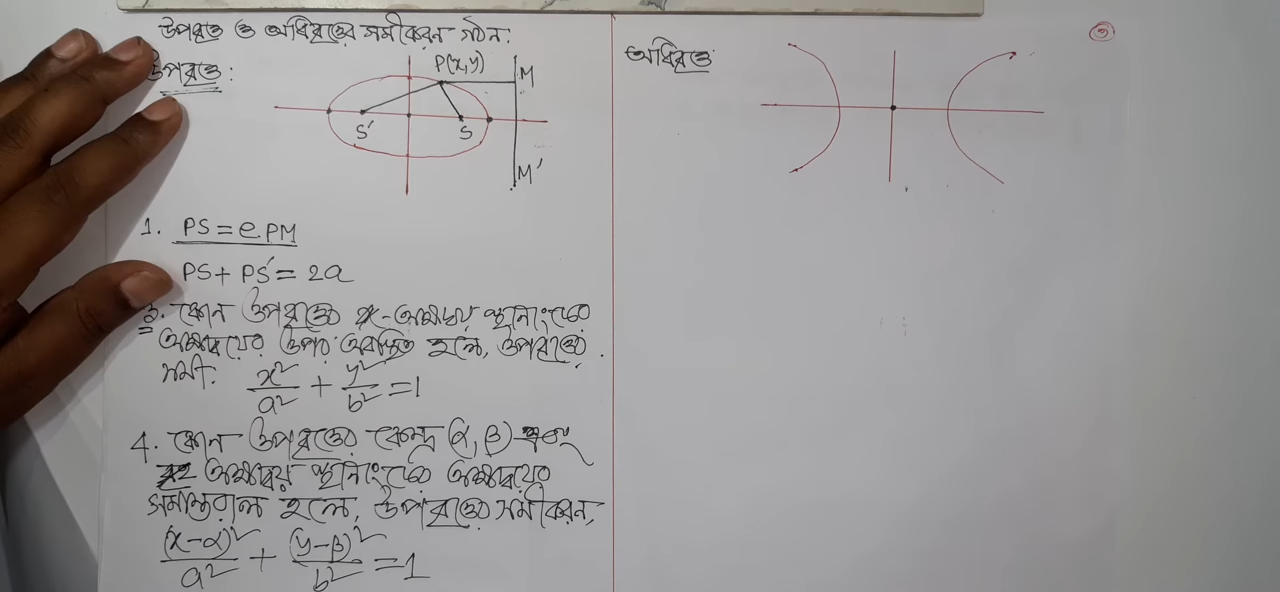 উপবৃত্ত ও অধিবৃত্তের সমীকরন গঠন:
উপবৃত্ত:
P(x,y)
M
S'
S
M'
1. PS = e.PM
PS + PS' = 2a
3. কোন উপবৃত্তের অক্ষদ্বয় স্থানাংকের
অক্ষদ্বয়ের উপর অবস্থিত হলে, উপবৃত্তের
সমী: x²/a² + y²/b² = 1
4. কোন উপবৃত্তের কেন্দ্র (α, β) এবং
অক্ষদ্বয় স্থানাংকের অক্ষদ্বয়ের
সমান্তরাল হলে, উপবৃত্তের সমীকরন,
(x-α)²/a² + (y-β)²/b² = 1
অধিবৃত্ত:
৩